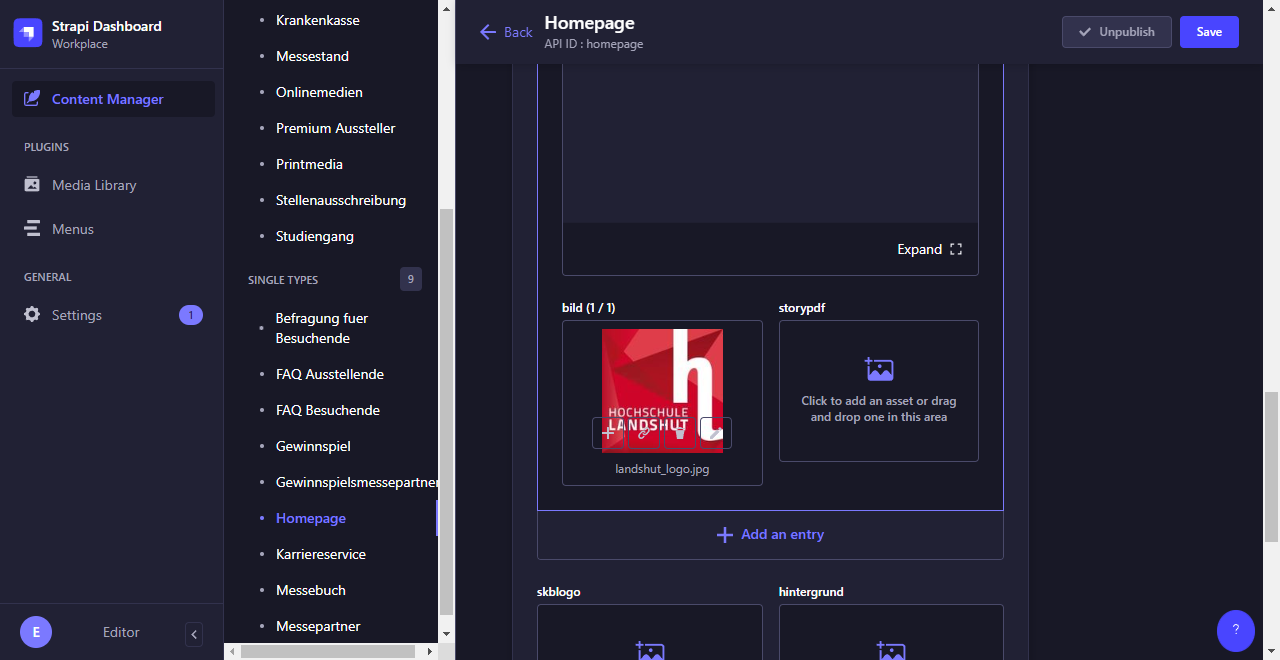 Strapi Dashboard
Workplace
Content Manager
PLUGINS
Media Library
Menus
GENERAL
Settings
1
E
Editor
Krankenkasse
Messestand
Onlinemedien
Premium Aussteller
Printmedia
Stellenausschreibung
Studiengang
SINGLE TYPES
9
Befragung fuer
Besuchende
FAQ Ausstellende
FAQ Besuchende
Gewinnspiel
Gewinnspielsmessepartner
Homepage
Karriereservice
Messebuch
Messepartner
Back
Homepage
API ID : homepage
Unpublish
Save
Expand
bild (1 / 1)
storypdf
h
HOCHSCHULE
LANDSHUT
landshut_logo.jpg
Click to add an asset or drag
and drop one in this area
Add an entry
skblogo
hintergrund
?